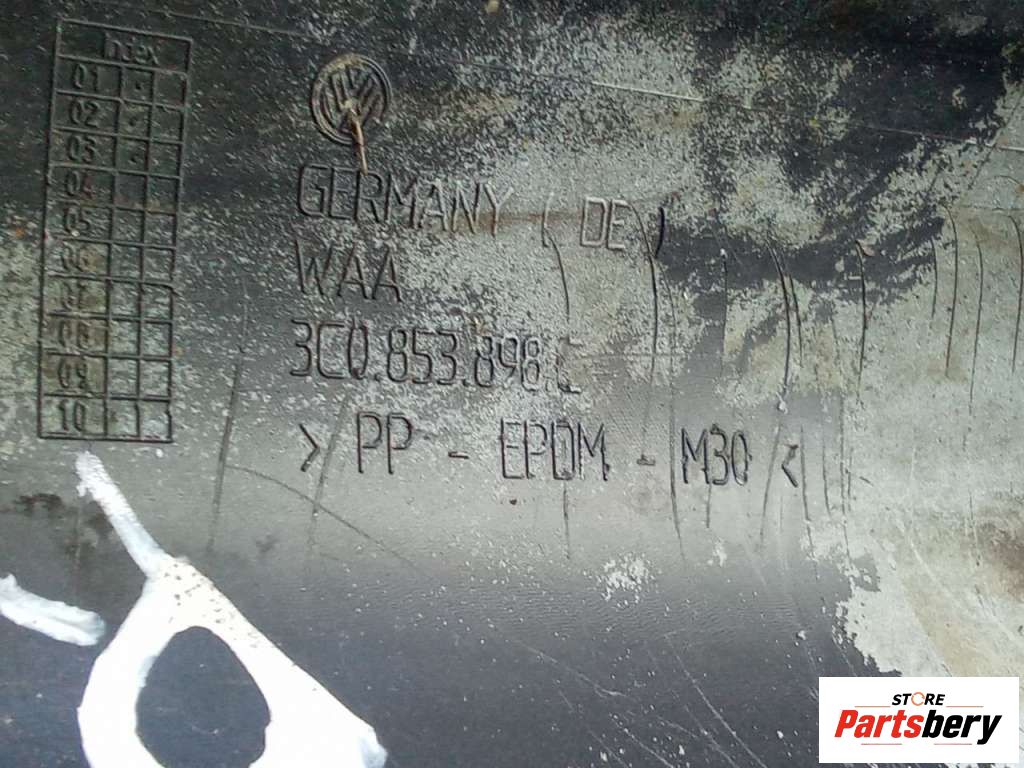 Index
01
02
03
04
05
06
07
08
09
10
GERMANY ( DE )
WAA
3C0.853.898.C
> PP - EPDM - M30 <
STORE
Partsbery